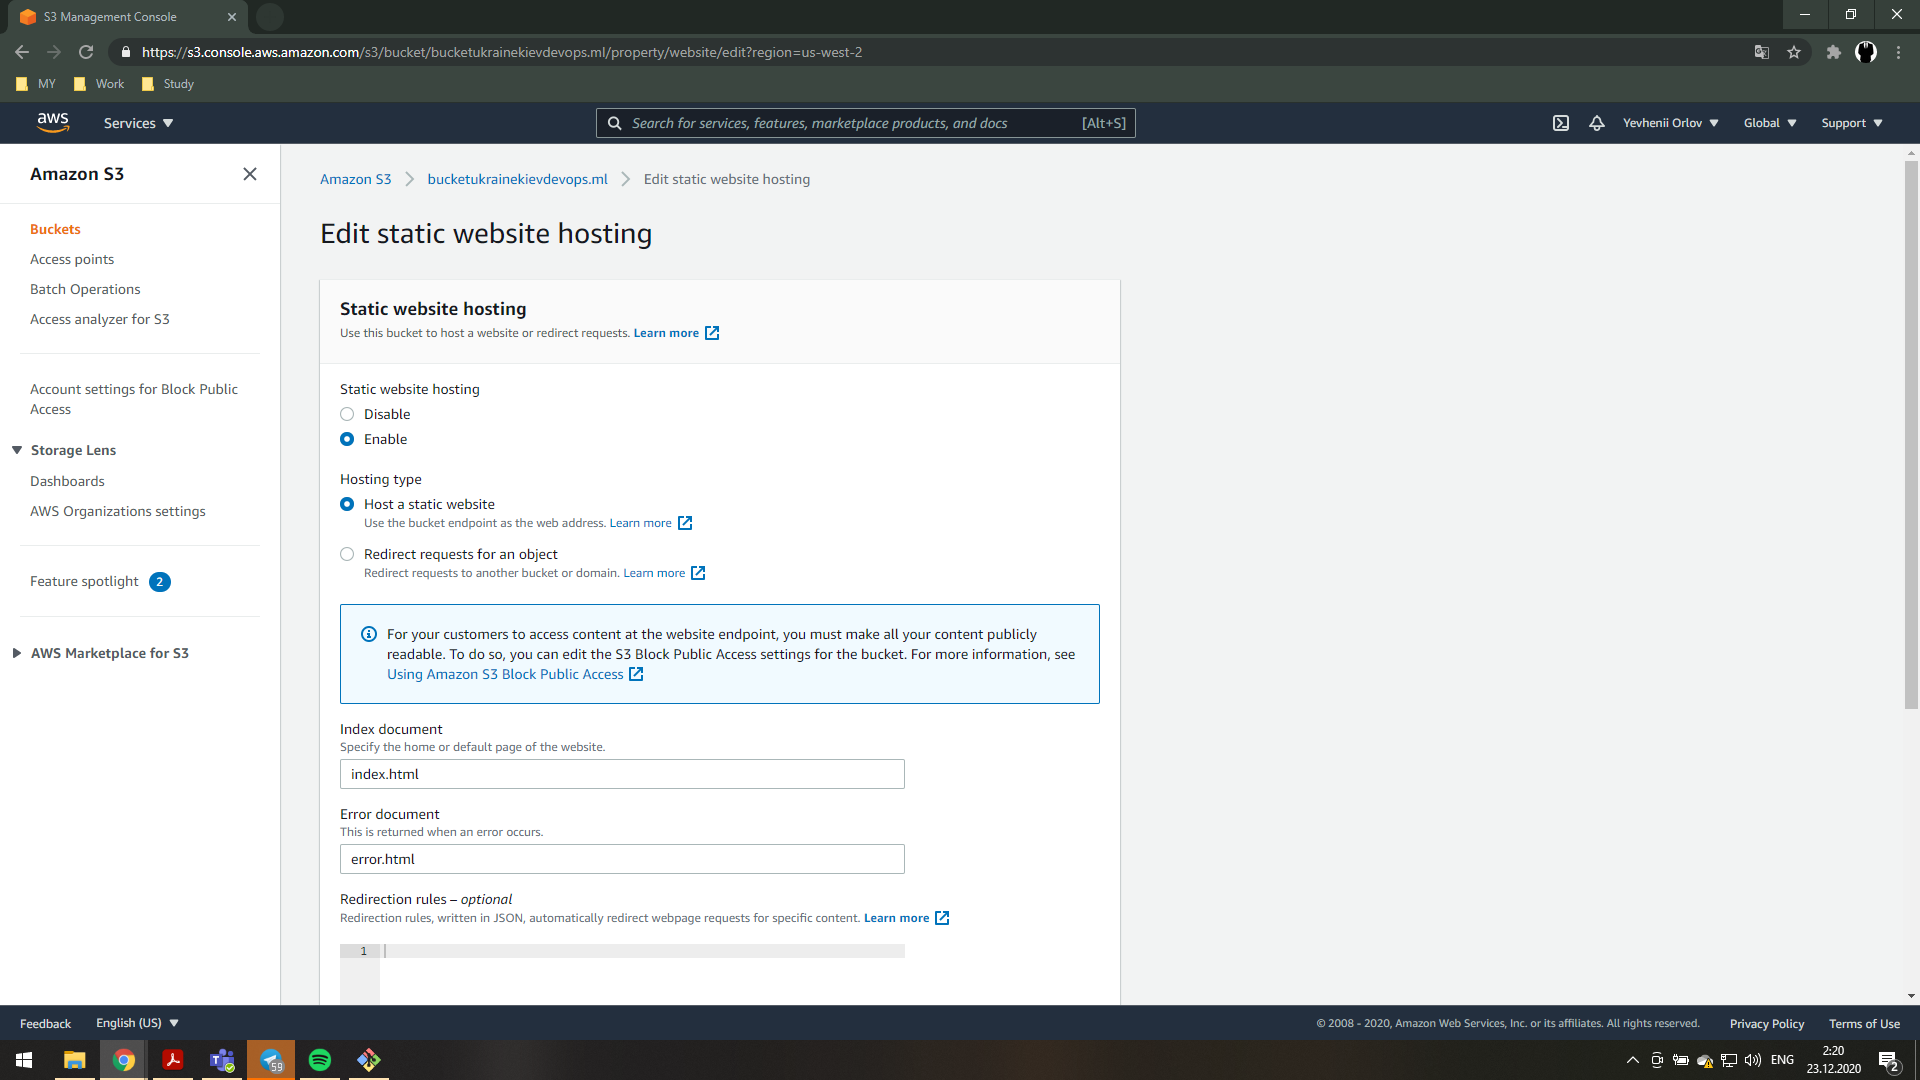 S3 Management Console
https://s3.console.aws.amazon.com/s3/bucket/bucketukrainekievdevops.ml/property/website/edit?region=us-west-2
MY Work Study
aws Services Search for services, features, marketplace products, and docs [Alt+S] Yevhenii Orlov Global Support
Amazon S3
Buckets
Access points
Batch Operations
Access analyzer for S3
Account settings for Block Public
Access
Storage Lens
Dashboards
AWS Organizations settings
Feature spotlight 2
AWS Marketplace for S3
Amazon S3 bucketukrainekievdevops.ml Edit static website hosting
Edit static website hosting
Static website hosting
Use this bucket to host a website or redirect requests. Learn more
Static website hosting
Disable
Enable
Hosting type
Host a static website
Use the bucket endpoint as the web address. Learn more
Redirect requests for an object
Redirect requests to another bucket or domain. Learn more
For your customers to access content at the website endpoint, you must make all your content publicly
readable. To do so, you can edit the S3 Block Public Access settings for the bucket. For more information, see
Using Amazon S3 Block Public Access
Index document
Specify the home or default page of the website.
index.html
Error document
This is returned when an error occurs.
error.html
Redirection rules – optional
Redirection rules, written in JSON, automatically redirect webpage requests for specific content. Learn more
1
Feedback English (US) © 2008 - 2020, Amazon Web Services, Inc. or its affiliates. All rights reserved. Privacy Policy Terms of Use
59 ENG 2:20
23.12.2020 2